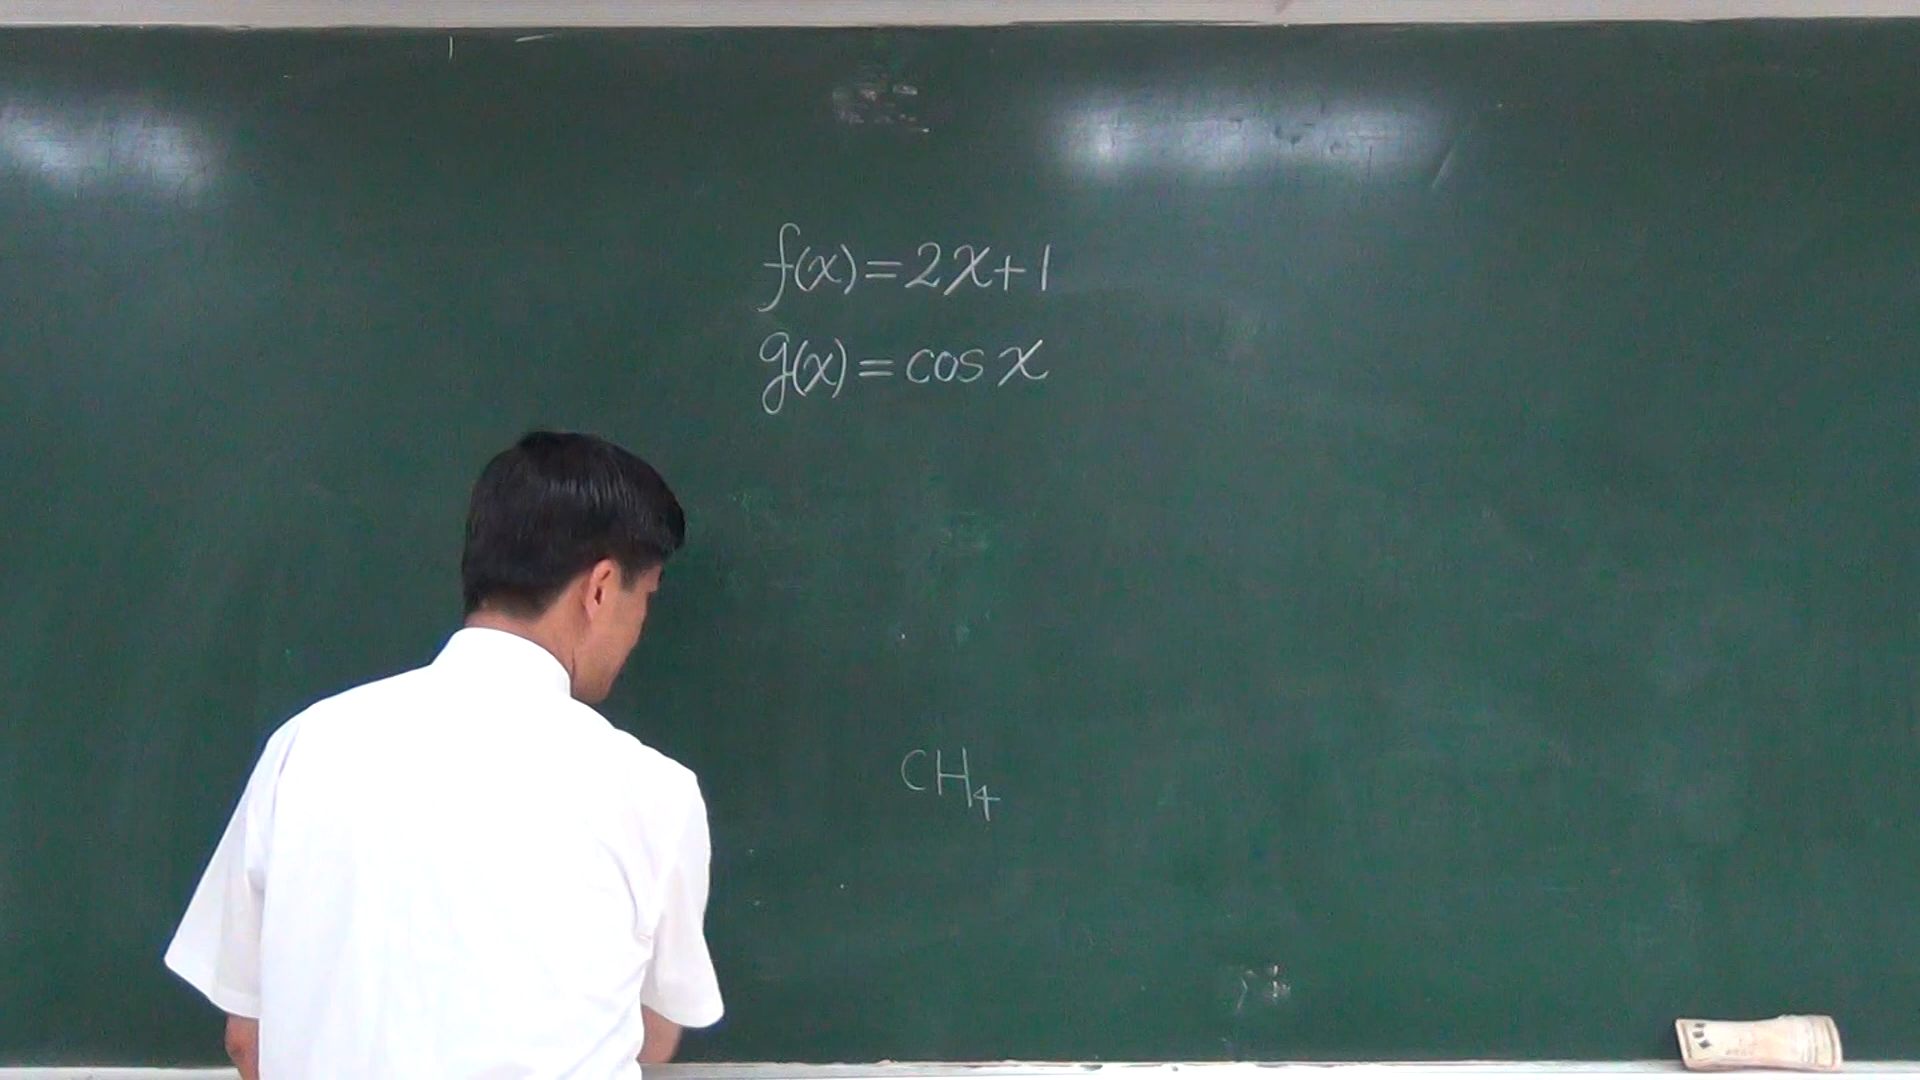 f(x)=2x+1
g(x)=cos x
CH₄